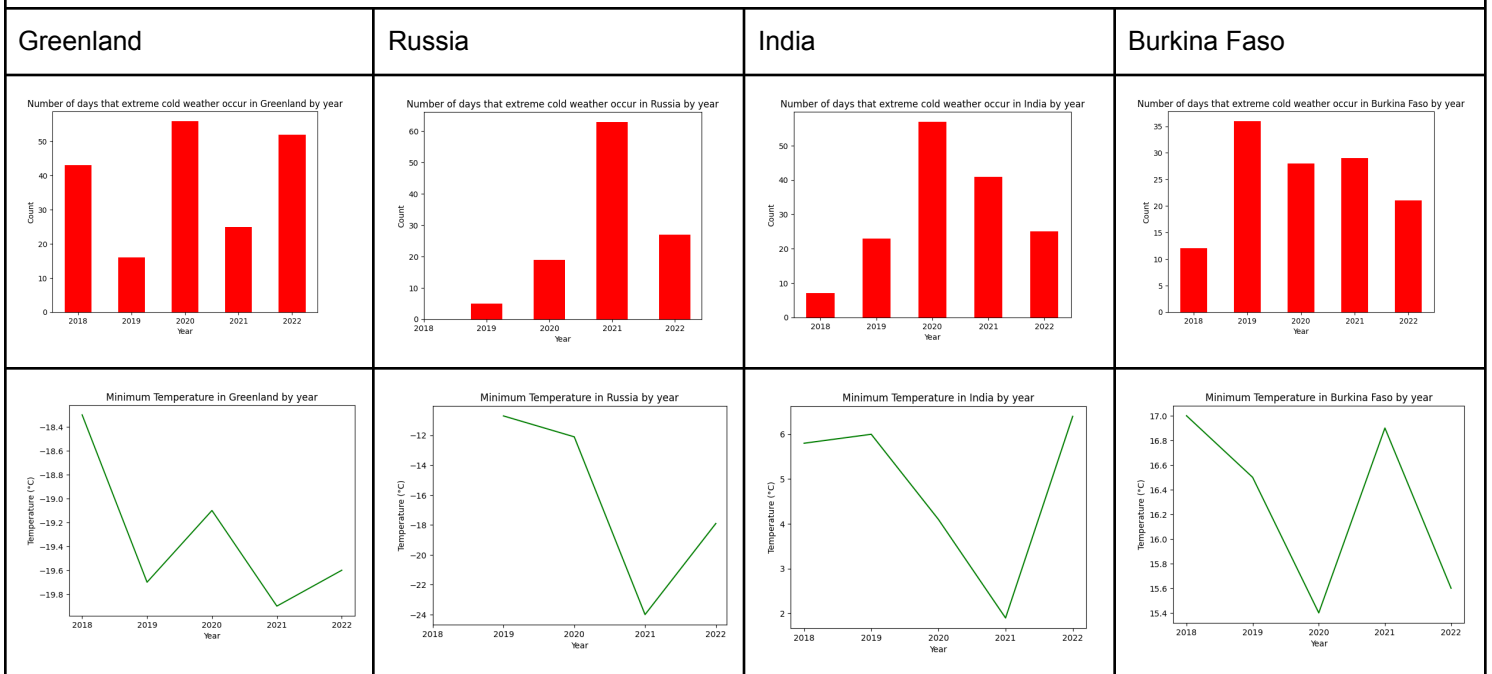 Greenland
Russia
India
Burkina Faso
Number of days that extreme cold weather occur in Greenland by year
50
40
30
20
10
0
Count
2018 2019 2020 2021 2022
Year
Number of days that extreme cold weather occur in Russia by year
60
50
40
30
20
10
0
Count
2018 2019 2020 2021 2022
Year
Number of days that extreme cold weather occur in India by year
50
40
30
20
10
0
Count
2018 2019 2020 2021 2022
Year
Number of days that extreme cold weather occur in Burkina Faso by year
35
30
25
20
15
10
5
0
Count
2018 2019 2020 2021 2022
Year
Minimum Temperature in Greenland by year
−18.4
−18.6
−18.8
−19.0
−19.2
−19.4
−19.6
−19.8
Temperature (°C)
2018 2019 2020 2021 2022
Year
Minimum Temperature in Russia by year
−12
−14
−16
−18
−20
−22
−24
Temperature (°C)
2018 2019 2020 2021 2022
Year
Minimum Temperature in India by year
6
5
4
3
2
Temperature (°C)
2018 2019 2020 2021 2022
Year
Minimum Temperature in Burkina Faso by year
17.0
16.8
16.6
16.4
16.2
16.0
15.8
15.6
15.4
Temperature (°C)
2018 2019 2020 2021 2022
Year